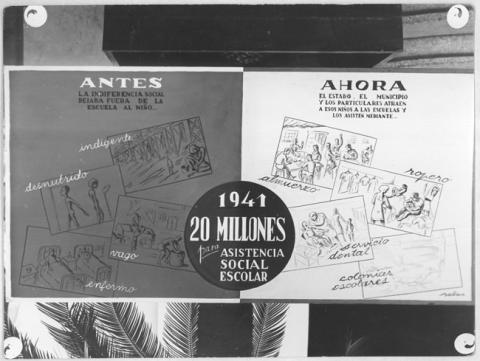 ANTES
LA INDIFERENCIA SOCIAL
DEJABA FUERA DE LA
ESCUELA AL NIÑO...
indigente
desnutrido
vago
enfermo
1941
20 MILLONES
para
ASISTENCIA
SOCIAL
ESCOLAR
AHORA
EL ESTADO, EL MUNICIPIO
Y LOS PARTICULARES ATRAEN
A ESOS NIÑOS A LAS ESCUELAS Y
LOS ASISTEN MEDIANTE...
almuerzo
ropero
servicio
dental
colonias
escolares